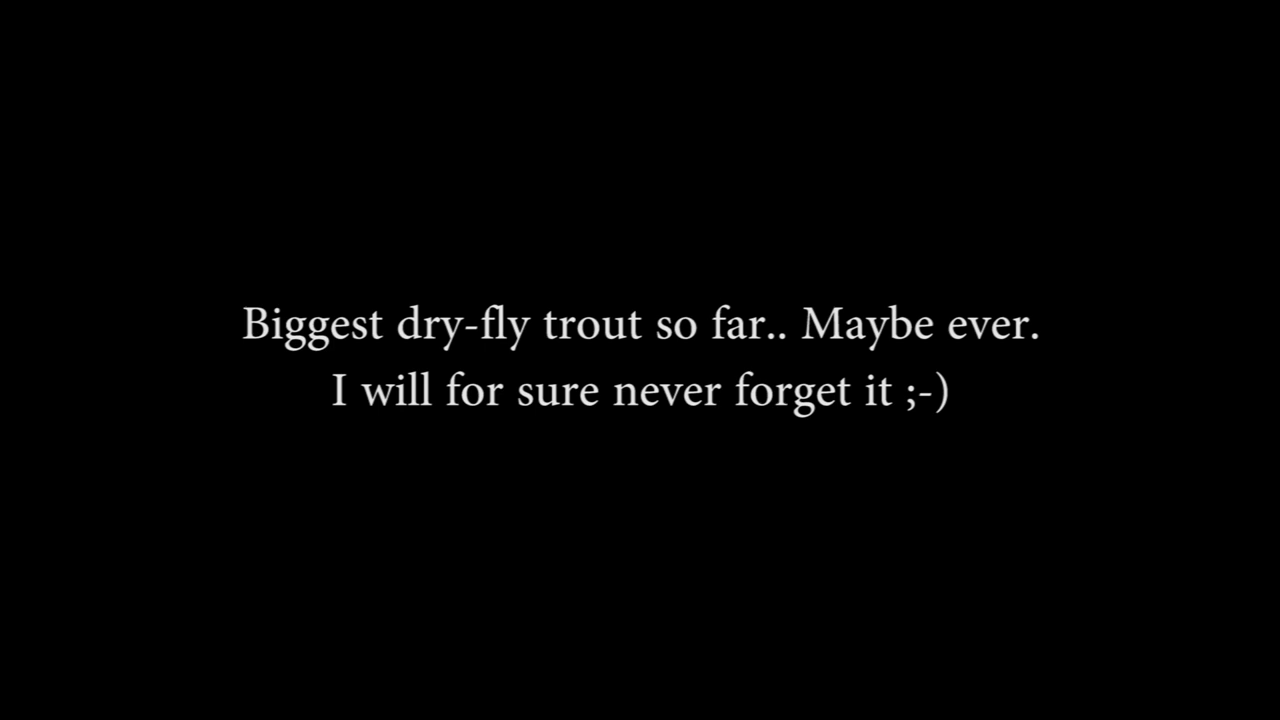 Biggest dry-fly trout so far.. Maybe ever.
I will for sure never forget it ;-)